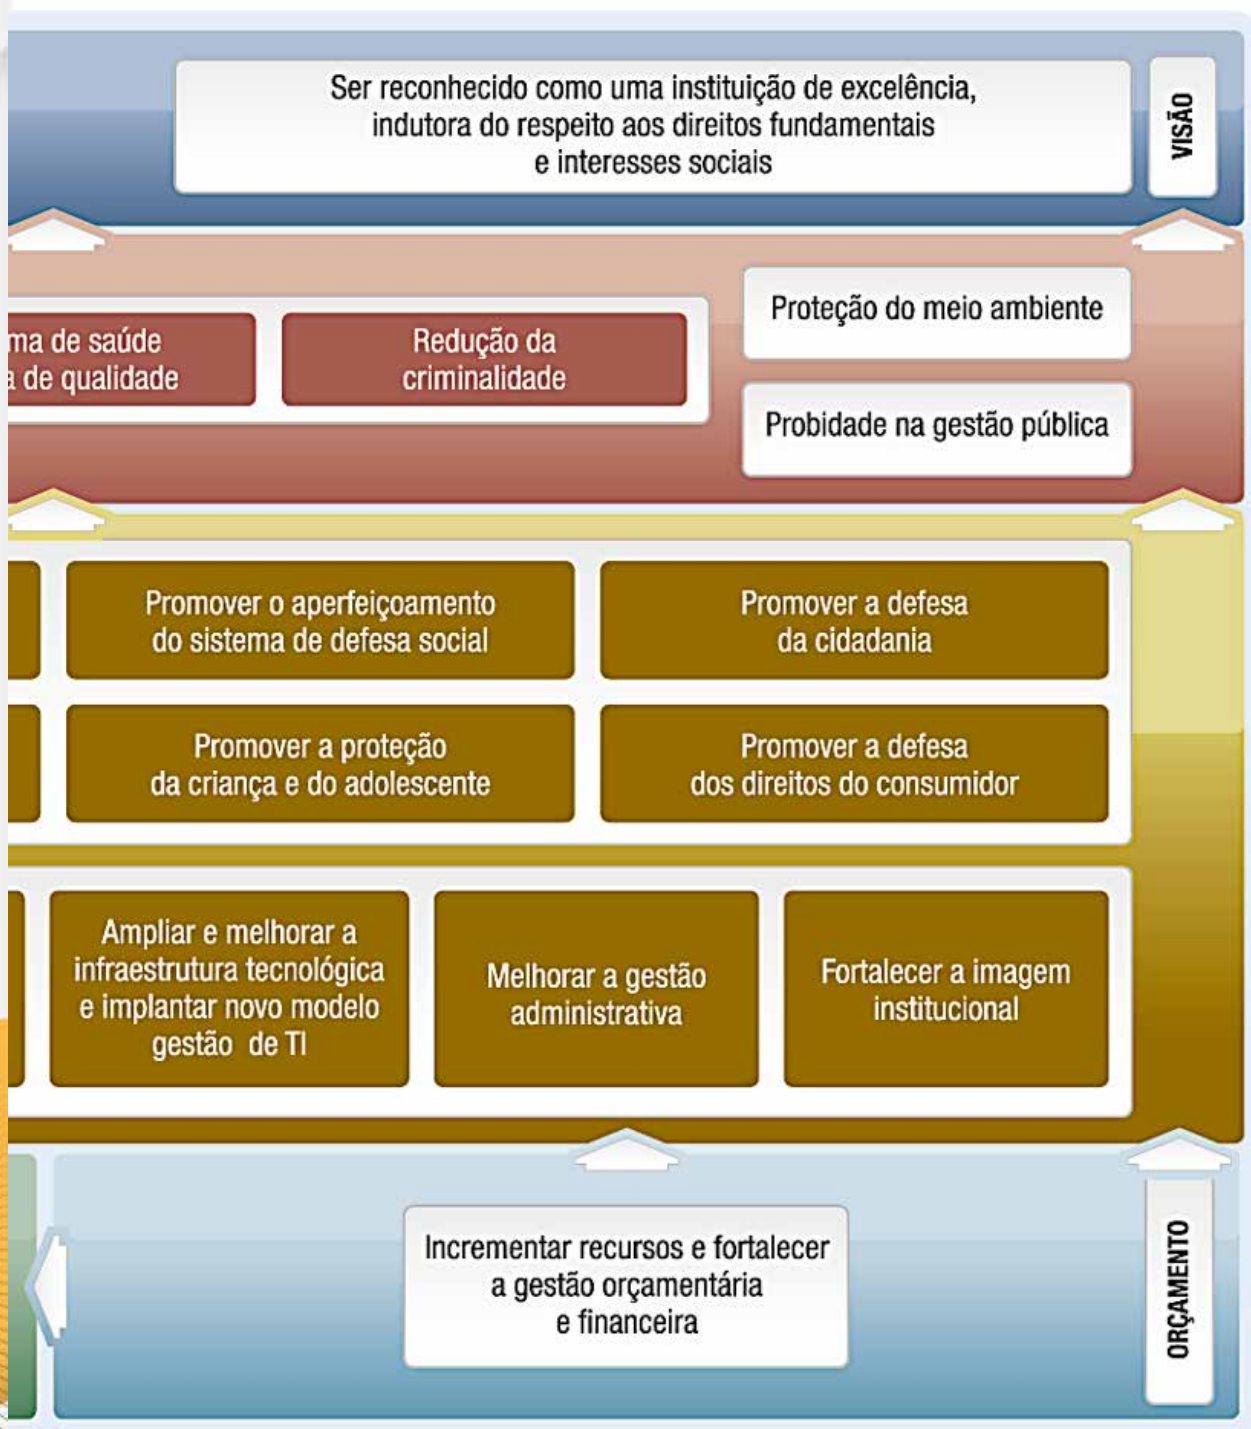 Ser reconhecido como uma instituição de excelência,
indutora do respeito aos direitos fundamentais
e interesses sociais
VISÃO
Proteção do meio ambiente
de saúde
de qualidade
Redução da
criminalidade
Probidade na gestão pública
Promover o aperfeiçoamento
do sistema de defesa social
Promover a defesa
da cidadania
Promover a proteção
da criança e do adolescente
Promover a defesa
dos direitos do consumidor
Ampliar e melhorar a
infraestrutura tecnológica
e implantar novo modelo
gestão de TI
Melhorar a gestão
administrativa
Fortalecer a imagem
institucional
Incrementar recursos e fortalecer
a gestão orçamentária
e financeira
ORÇAMENTO